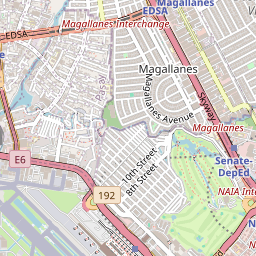 Magallanes
EDSA
EDSA
Magallanes Interchange
Magallanes
Magallanes Avenue
Skyway
Magallanes
E6
10th Street
8th Street
192
Senate-
DepEd
NAIA